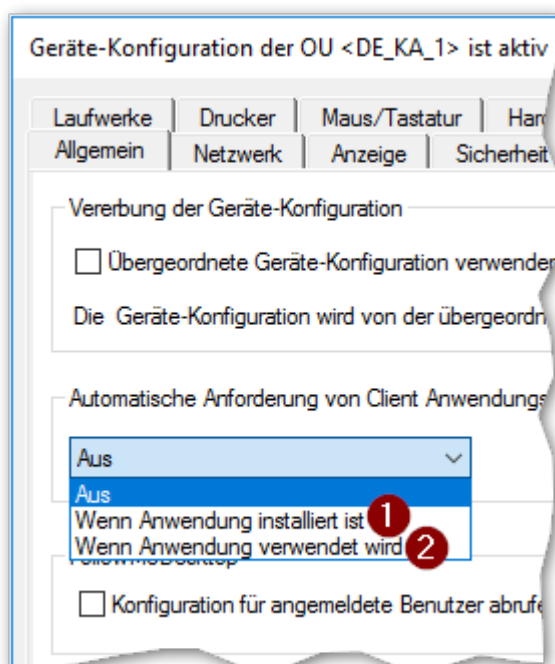 Geräte-Konfiguration der OU <DE_KA_1> ist aktiv
Laufwerke Drucker Maus/Tastatur
Allgemein Netzwerk Anzeige Sicherheit
Vererbung der Geräte-Konfiguration
Übergeordnete Geräte-Konfiguration
Die Geräte-Konfiguration wird von der
Automatische Anforderung von Client
Aus
Aus
Wenn Anwendung installiert ist 1
Wenn Anwendung verwendet wird 2
Konfiguration für angemeldete Benutzer